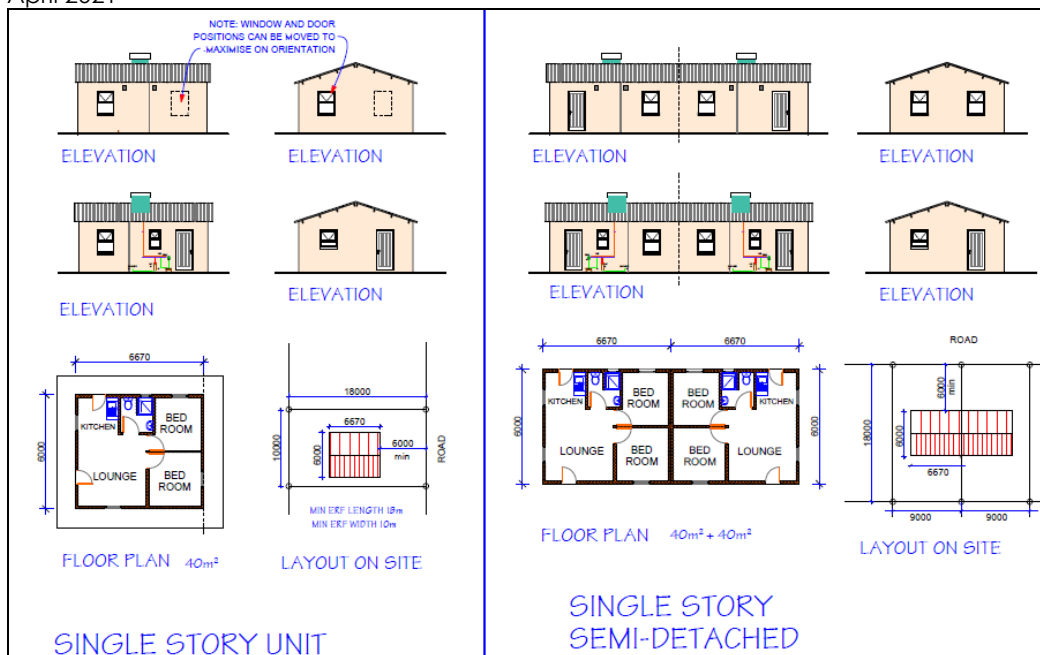 April 2021
NOTE: WINDOW AND DOOR
POSITIONS CAN BE MOVED TO
MAXIMISE ON ORIENTATION
ELEVATION
ELEVATION
ELEVATION
ELEVATION
6670
6000
KITCHEN
BED
ROOM
LOUNGE
BED
ROOM
FLOOR PLAN 40m²
18000
10000
6670
6000
6000
min
ROAD
MIN ERF LENGTH 18m
MIN ERF WIDTH 10m
LAYOUT ON SITE
SINGLE STORY UNIT
ELEVATION
ELEVATION
ELEVATION
ELEVATION
6670
6670
6000
6000
KITCHEN
BED
ROOM
BED
ROOM
KITCHEN
LOUNGE
BED
ROOM
BED
ROOM
LOUNGE
FLOOR PLAN 40m² + 40m²
ROAD
18000
6000
min
6000
6670
9000
9000
LAYOUT ON SITE
SINGLE STORY
SEMI-DETACHED